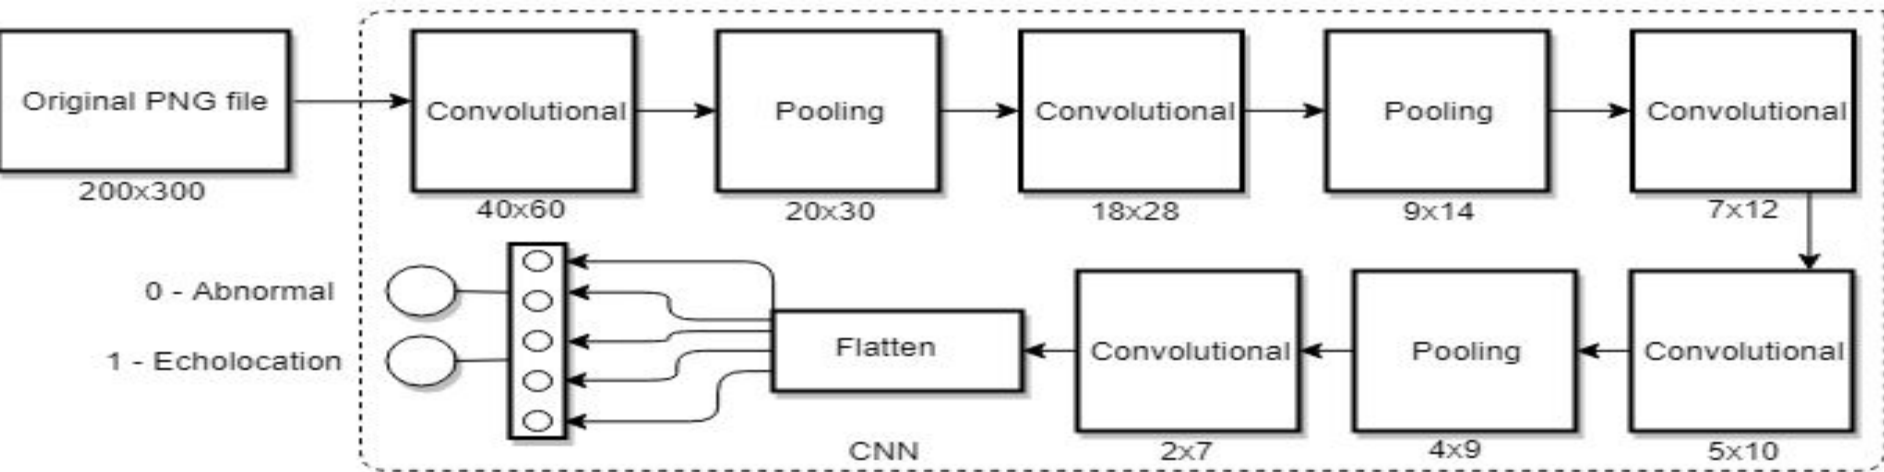 Original PNG file
200x300
Convolutional
40x60
Pooling
20x30
Convolutional
18x28
Pooling
9x14
Convolutional
7x12
Convolutional
5x10
Pooling
4x9
Convolutional
2x7
Flatten
0 - Abnormal
1 - Echolocation
CNN